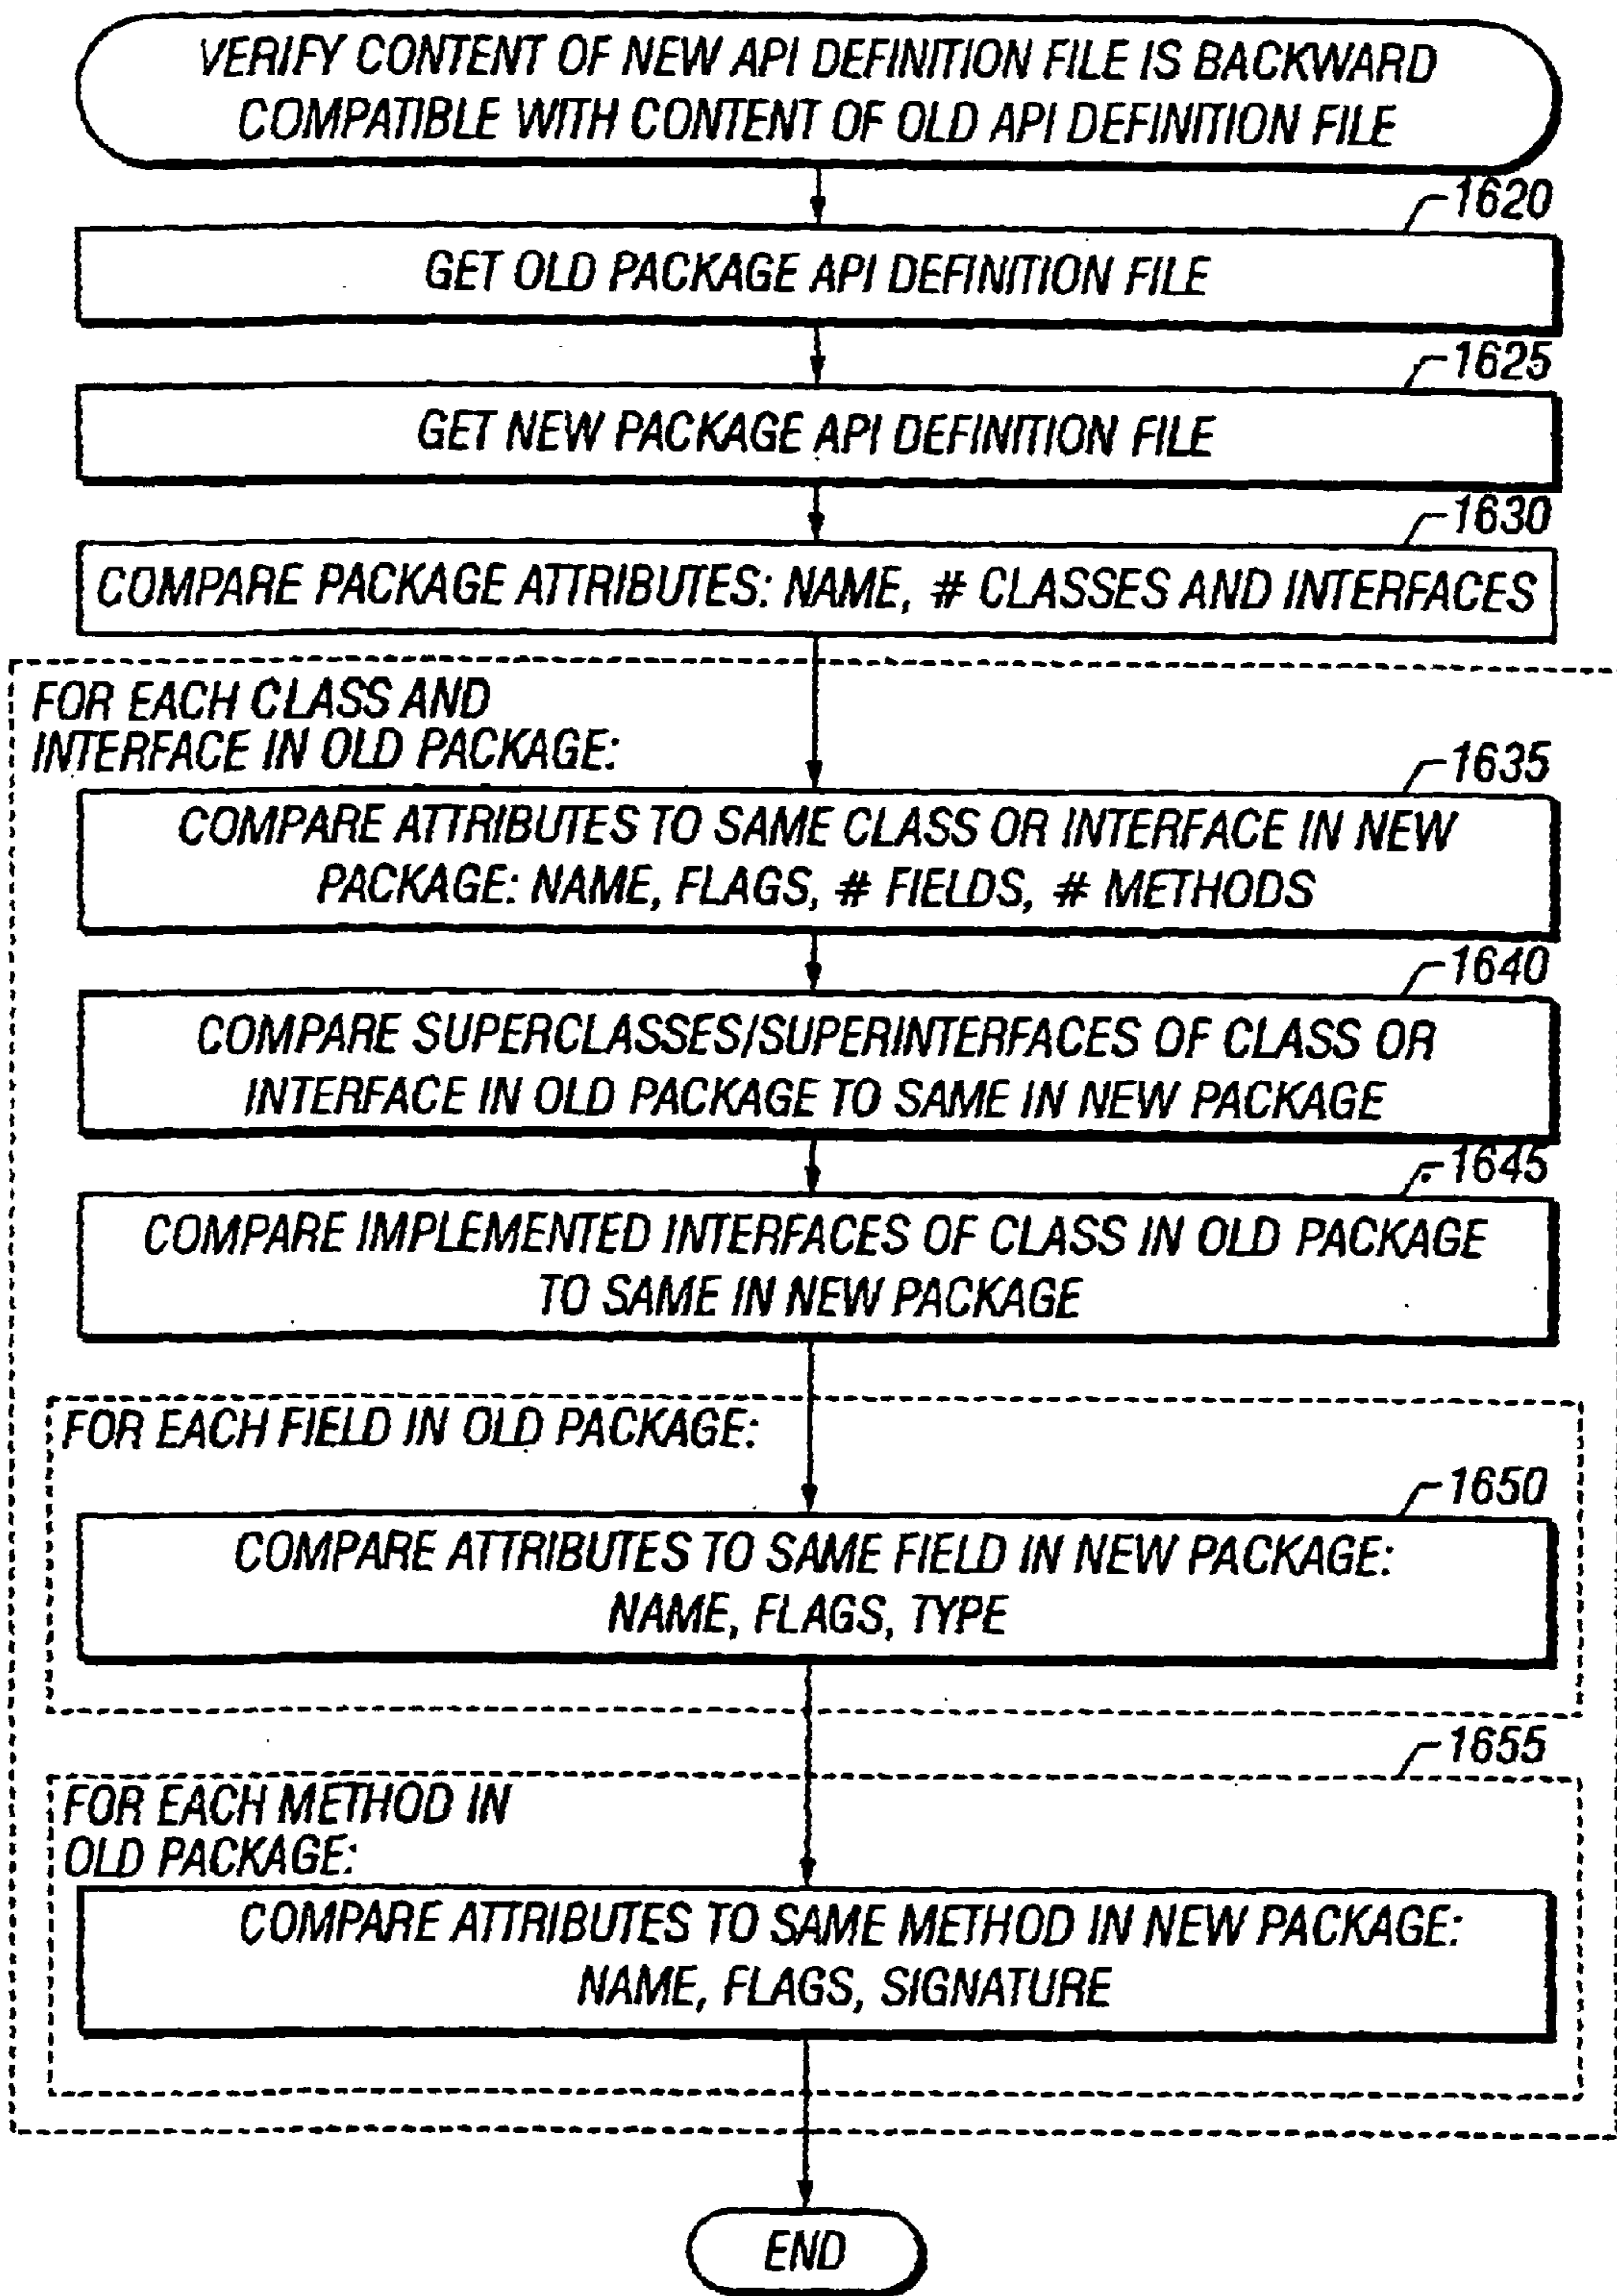 VERIFY CONTENT OF NEW API DEFINITION FILE IS BACKWARD
COMPATIBLE WITH CONTENT OF OLD API DEFINITION FILE
1620
GET OLD PACKAGE API DEFINITION FILE
1625
GET NEW PACKAGE API DEFINITION FILE
1630
COMPARE PACKAGE ATTRIBUTES: NAME, # CLASSES AND INTERFACES
FOR EACH CLASS AND
INTERFACE IN OLD PACKAGE:
1635
COMPARE ATTRIBUTES TO SAME CLASS OR INTERFACE IN NEW
PACKAGE: NAME, FLAGS, # FIELDS, # METHODS
1640
COMPARE SUPERCLASSES/SUPERINTERFACES OF CLASS OR
INTERFACE IN OLD PACKAGE TO SAME IN NEW PACKAGE
1645
COMPARE IMPLEMENTED INTERFACES OF CLASS IN OLD PACKAGE
TO SAME IN NEW PACKAGE
FOR EACH FIELD IN OLD PACKAGE:
1650
COMPARE ATTRIBUTES TO SAME FIELD IN NEW PACKAGE:
NAME, FLAGS, TYPE
1655
FOR EACH METHOD IN
OLD PACKAGE:
COMPARE ATTRIBUTES TO SAME METHOD IN NEW PACKAGE:
NAME, FLAGS, SIGNATURE
END